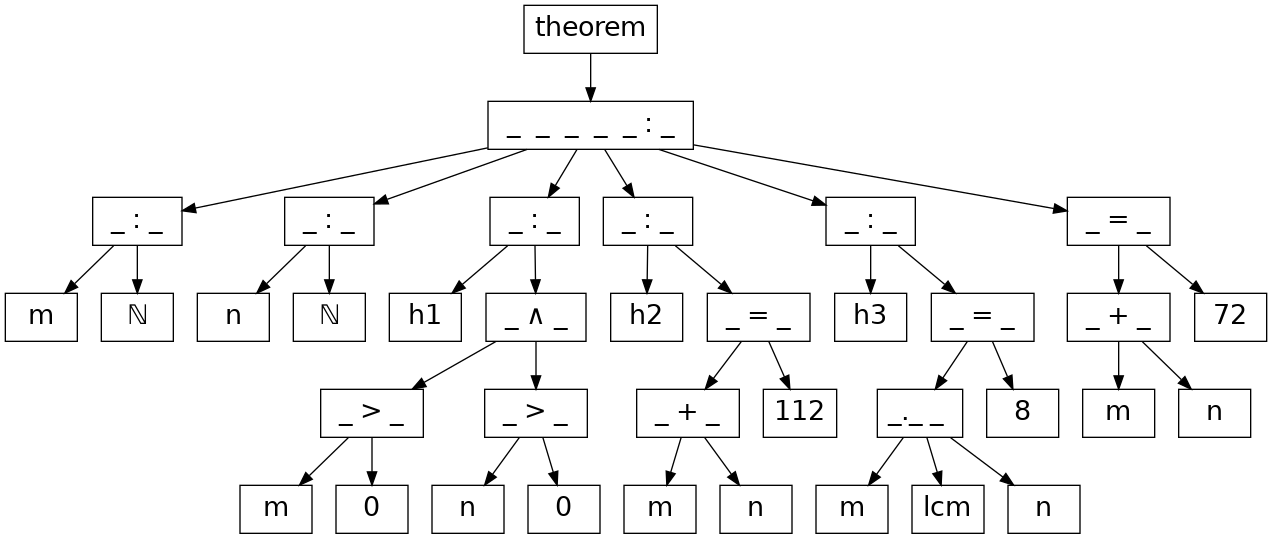 theorem
_ _ _ _ _ : _
_ : _ _ : _ _ : _ _ : _ _ : _ _ = _
m ℕ n ℕ h1 _ ∧ _ h2 _ = _ h3 _ = _ _ + _ 72
_ > _ _ > _ _ + _ 112 _._ _ 8 m n
m 0 n 0 m n m lcm n